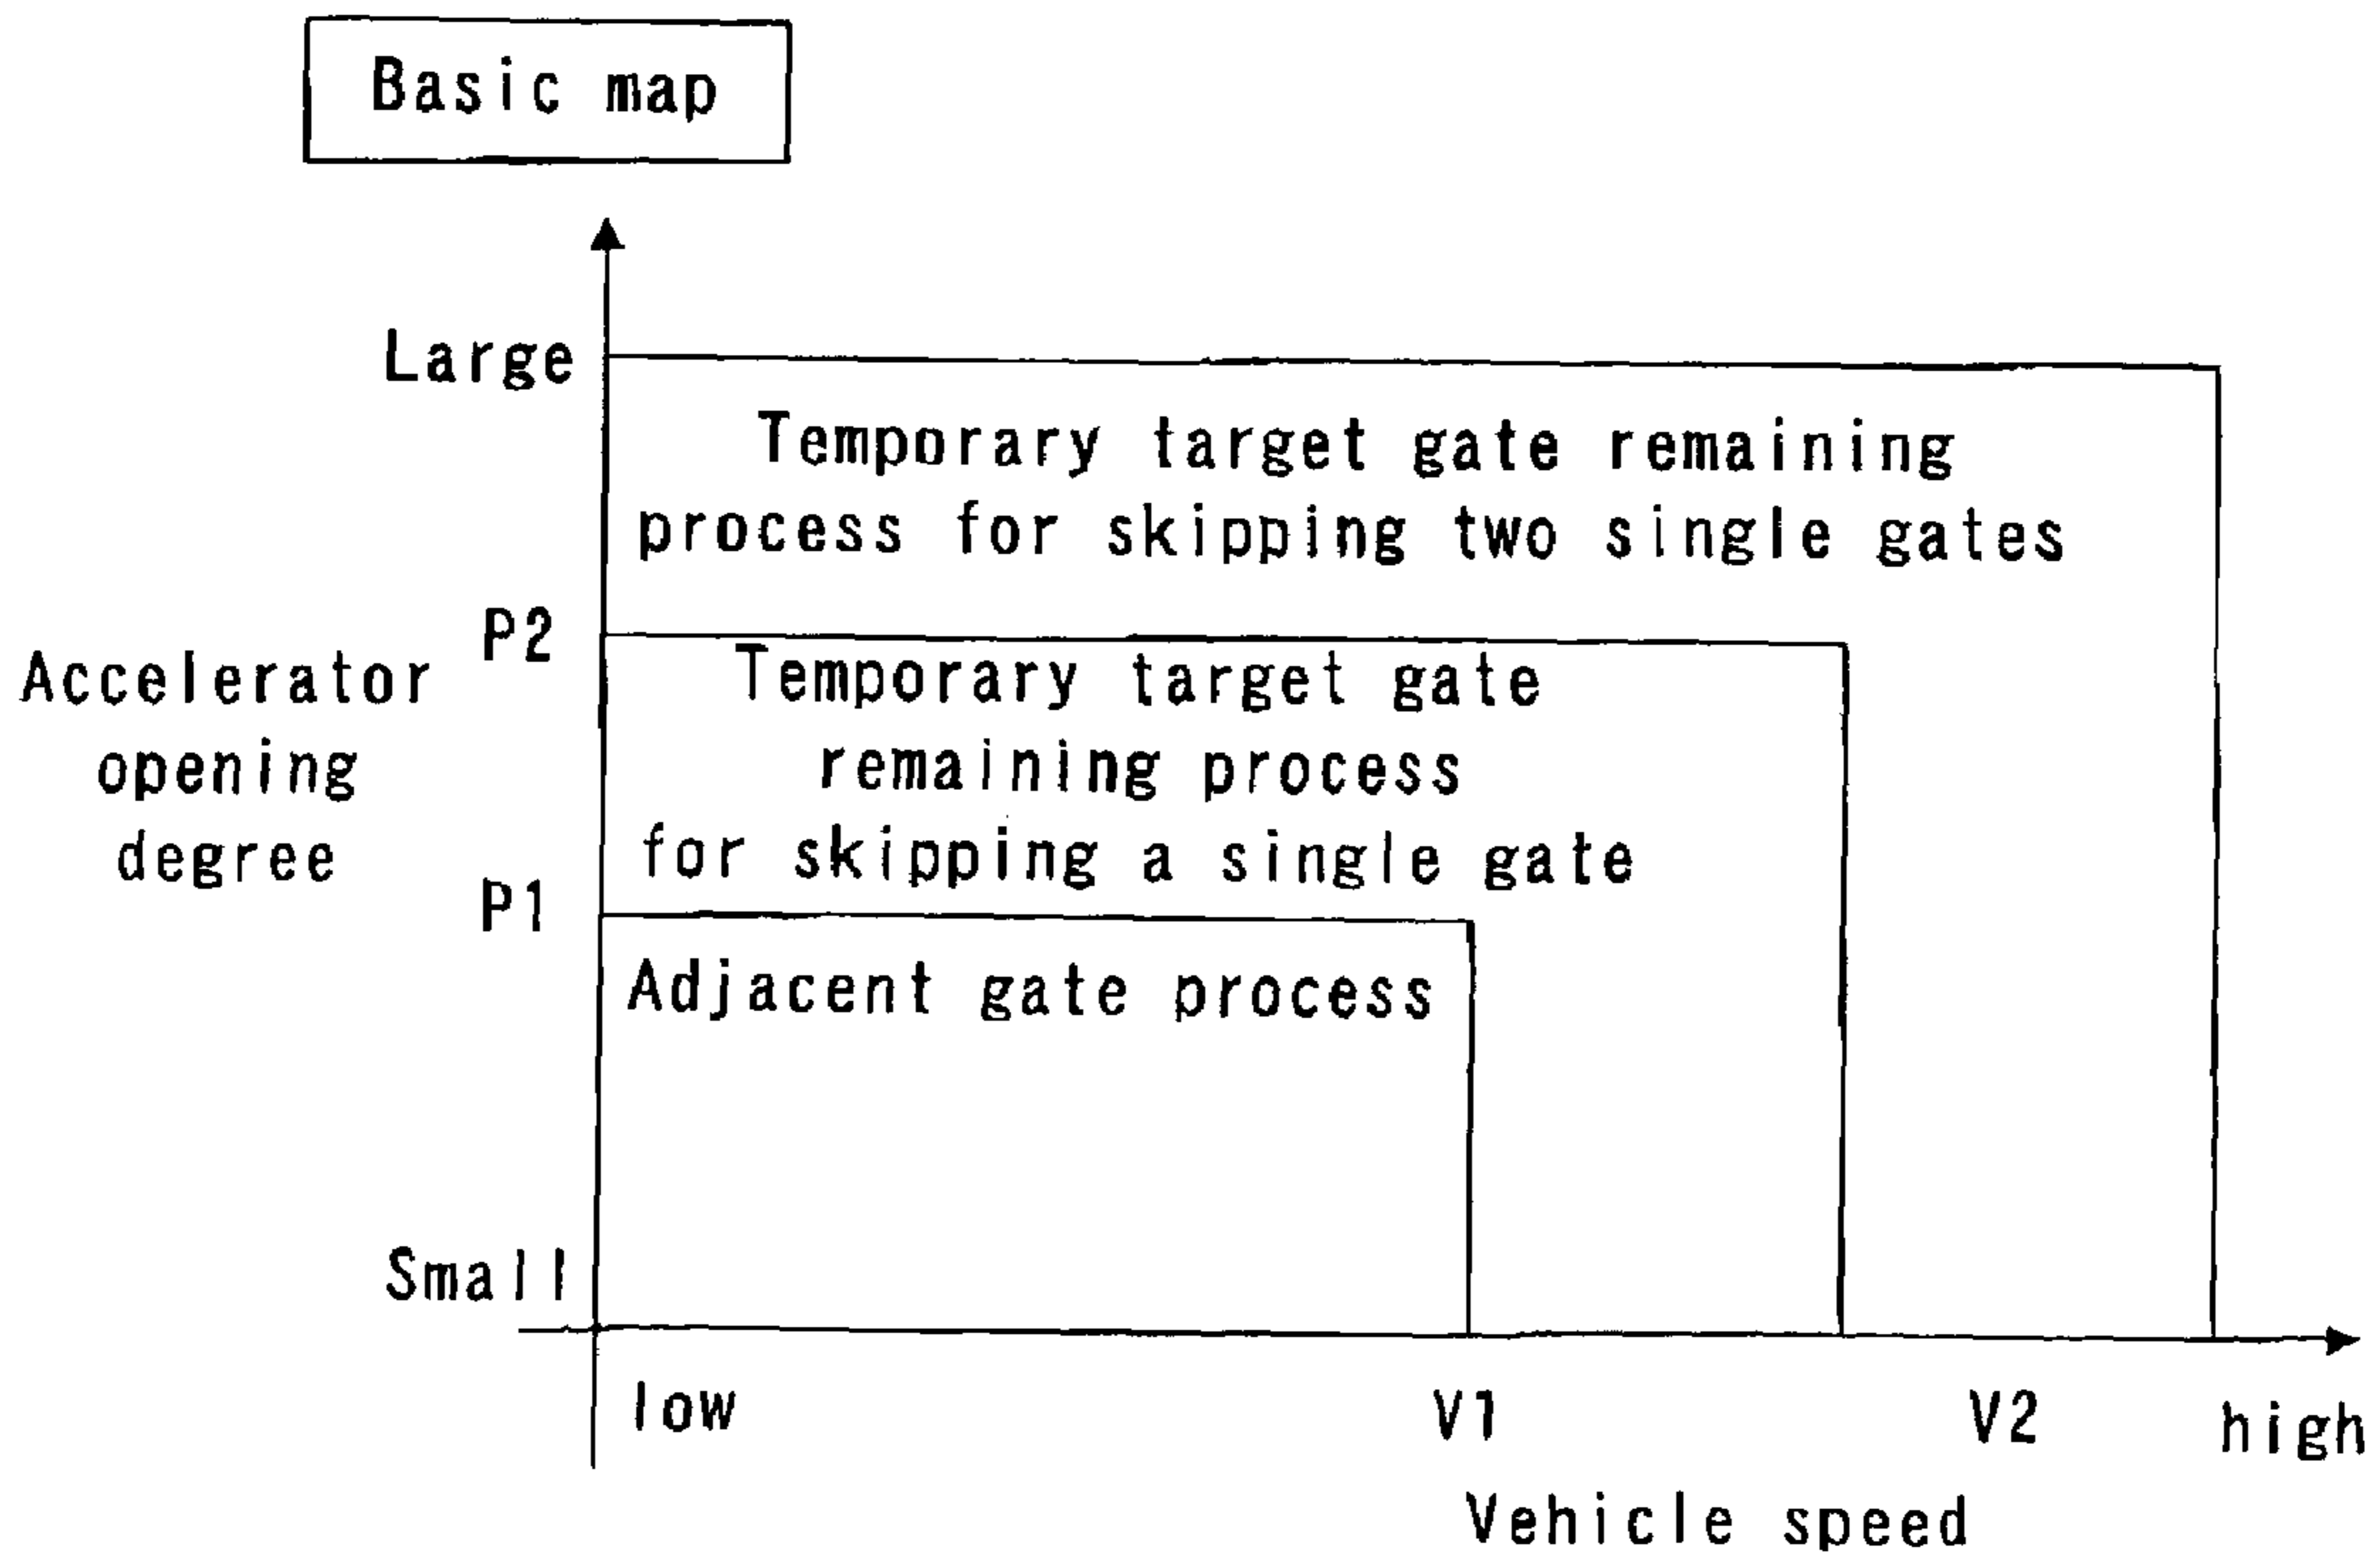 Basic map
Large
Temporary target gate remaining
process for skipping two single gates
P2
Accelerator
opening
degree
Temporary target gate
remaining process
for skipping a single gate
P1
Adjacent gate process
Small
low
V1
V2
high
Vehicle speed